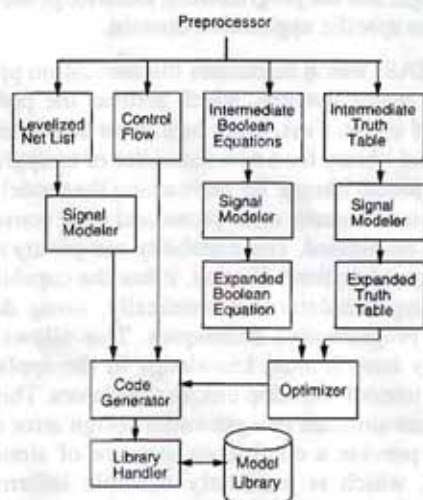 Preprocessor
Levelized
Net List
Control
Flow
Intermediate
Boolean
Equations
Intermediate
Truth
Table
Signal
Modeler
Signal
Modeler
Signal
Modeler
Expanded
Boolean
Equation
Expanded
Truth
Table
Code
Generator
Optimizor
Library
Handler
Model
Library